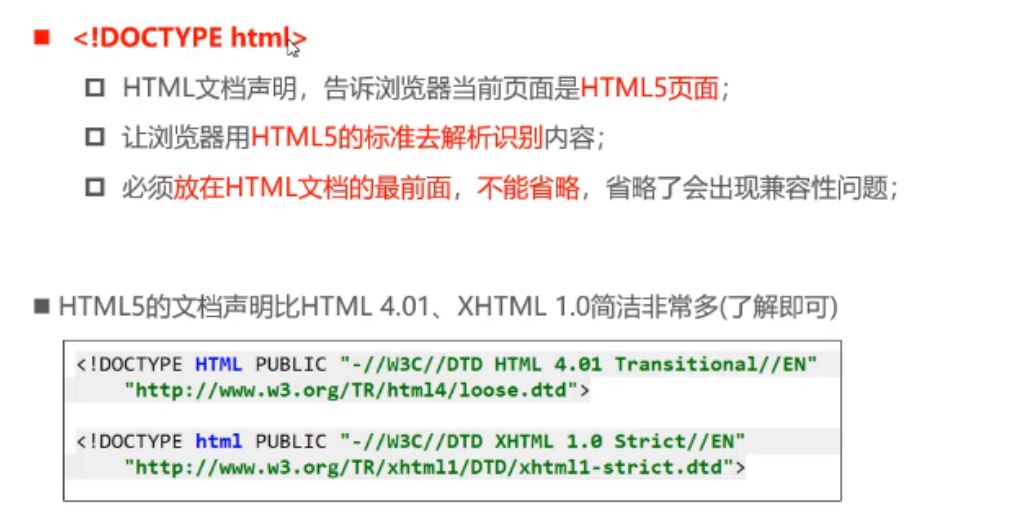 <!DOCTYPE html>
HTML文档声明，告诉浏览器当前页面是HTML5页面；
让浏览器用HTML5的标准去解析识别内容；
必须放在HTML文档的最前面，不能省略，省略了会出现兼容性问题；
HTML5的文档声明比HTML 4.01、XHTML 1.0简洁非常多(了解即可)
<!DOCTYPE HTML PUBLIC "-//W3C//DTD HTML 4.01 Transitional//EN"
"http://www.w3.org/TR/html4/loose.dtd">
<!DOCTYPE html PUBLIC "-//W3C//DTD XHTML 1.0 Strict//EN"
"http://www.w3.org/TR/xhtml1/DTD/xhtml1-strict.dtd">